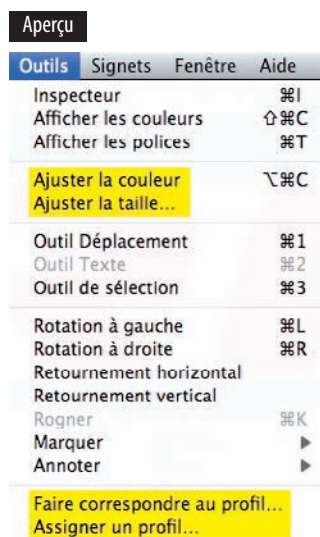 Aperçu
Outils Signets Fenêtre Aide
Inspecteur ⌘I
Afficher les couleurs ⇧⌘C
Afficher les polices ⌘T
Ajuster la couleur ⌥⌘C
Ajuster la taille...
Outil Déplacement ⌘1
Outil Texte ⌘2
Outil de sélection ⌘3
Rotation à gauche ⌘L
Rotation à droite ⌘R
Retournement horizontal
Retournement vertical
Rogner ⌘K
Marquer ▶
Annoter ▶
Faire correspondre au profil...
Assigner un profil...